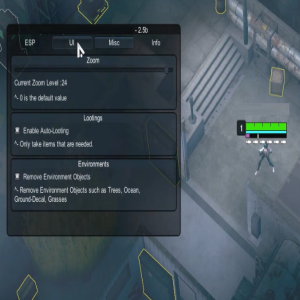 -2.5b
ESP UI Misc Info
Zoom
Current Zoom Level :24
0 is the default value
Lootings
Enable Auto-Looting
Only take items that are needed.
Environments
Remove Environment Objects
Remove Environment Objects such as Trees, Ocean,
Ground-Decal, Grasses
1